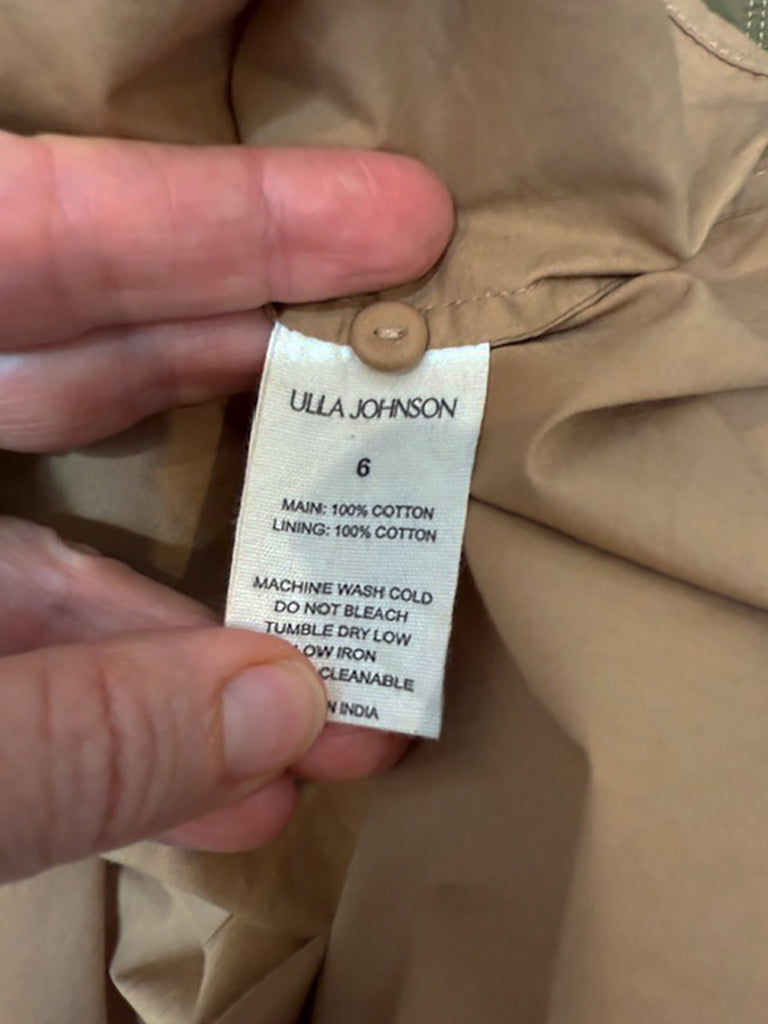 ULLA JOHNSON
6
MAIN: 100% COTTON
LINING: 100% COTTON
MACHINE WASH COLD
DO NOT BLEACH
TUMBLE DRY LOW
LOW IRON
CLEANABLE
INDIA